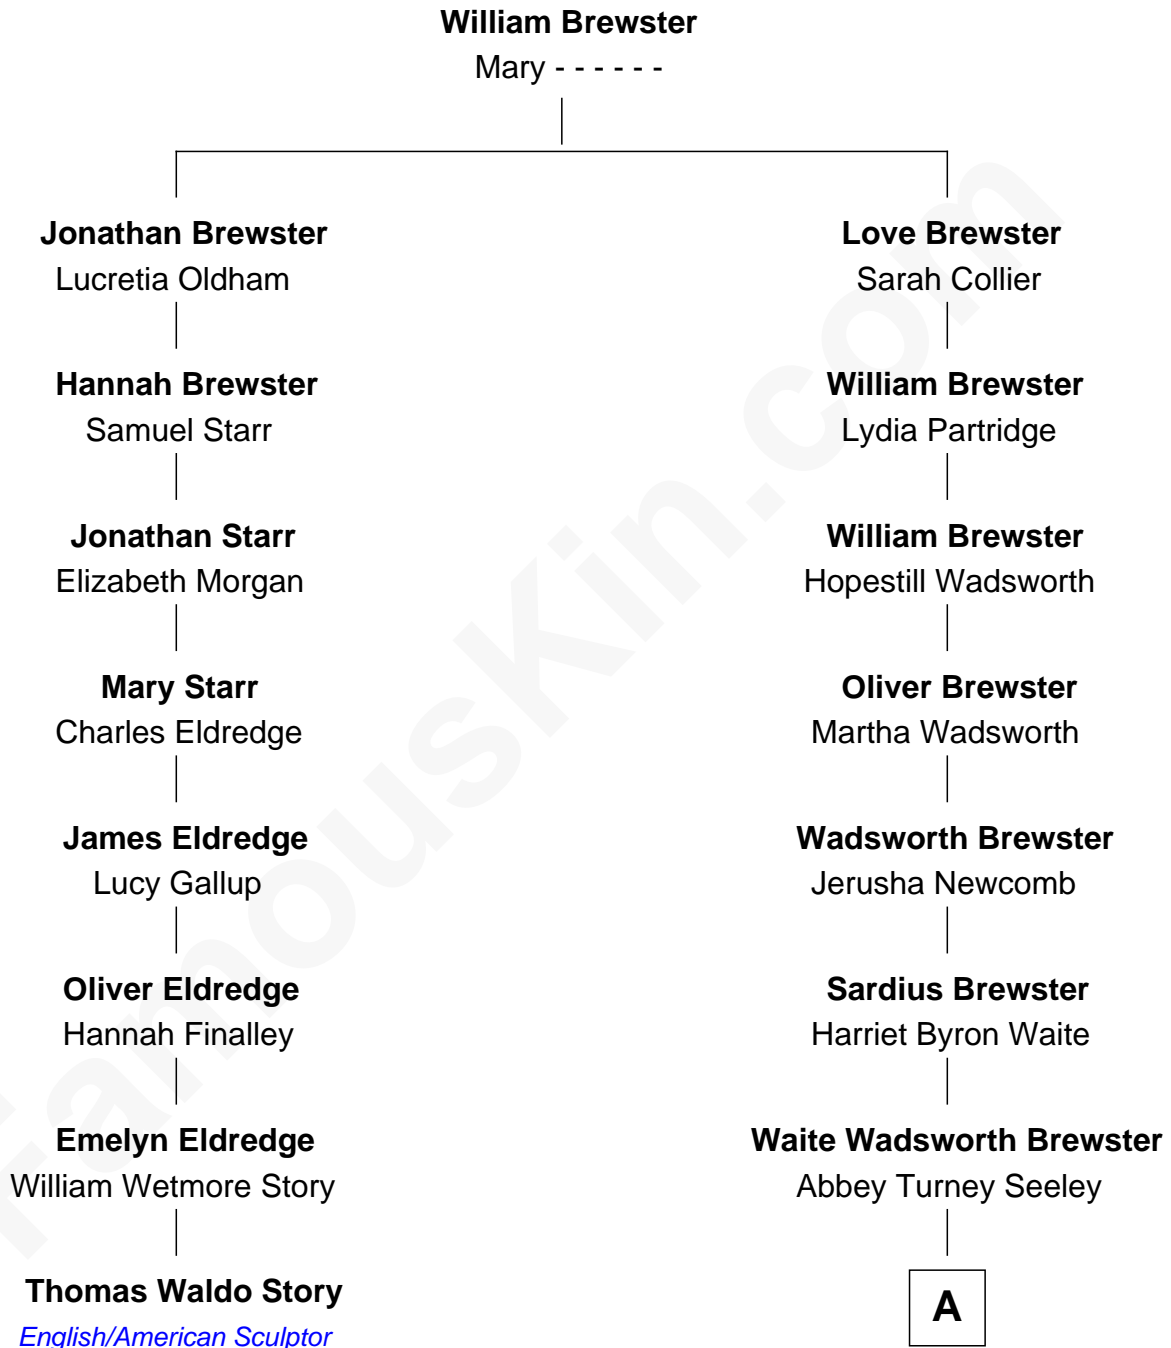 William Brewster
Mary - - - - - -
Jonathan Brewster
Lucretia Oldham
Love Brewster
Sarah Collier
Hannah Brewster
Samuel Starr
William Brewster
Lydia Partridge
Jonathan Starr
Elizabeth Morgan
William Brewster
Hopestill Wadsworth
Mary Starr
Charles Eldredge
Oliver Brewster
Martha Wadsworth
James Eldredge
Lucy Gallup
Wadsworth Brewster
Jerusha Newcomb
Oliver Eldredge
Hannah Finalley
Sardius Brewster
Harriet Byron Waite
Emelyn Eldredge
William Wetmore Story
Waite Wadsworth Brewster
Abbey Turney Seeley
Thomas Waldo Story
English/American Sculptor
A
FamousKin.com